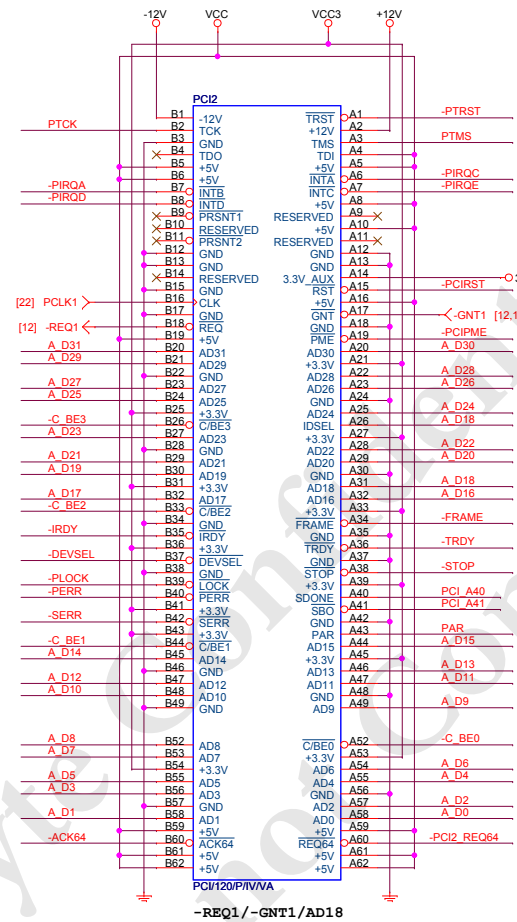 -12V VCC VCC3 +12V
PCI2
B1 -12V TRST A1 -PTRST
PTCK B2 TCK +12V A2
B3 GND TMS A3 PTMS
B4 TDO TDI A4
B5 +5V +5V A5
B6 +5V INTA A6 -PIRQC
-PIRQA B7 INTB INTC A7 -PIRQE
-PIRQD B8 INTD +5V A8
B9 PRSNT1 RESERVED A9
B10 RESERVED +5V A10
B11 PRSNT2 RESERVED A11
B12 GND GND A12
B13 GND GND A13
B14 RESERVED 3.3V_AUX A14
B15 GND RST A15 -PCIRST
[22] PCLK1 B16 CLK +5V A16
B17 GND GNT A17 -GNT1 [12,1
[12] -REQ1 B18 REQ GND A18
B19 +5V PME A19 -PCIPME
A_D31 B20 AD31 AD30 A20 A_D30
A_D29 B21 AD29 +3.3V A21
B22 GND AD28 A22 A_D28
A_D27 B23 AD27 AD26 A23 A_D26
A_D25 B24 AD25 GND A24
B25 +3.3V AD24 A25 A_D24
-C_BE3 B26 C/BE3 IDSEL A26 A_D18
A_D23 B27 AD23 +3.3V A27
B28 GND AD22 A28 A_D22
A_D21 B29 AD21 AD20 A29 A_D20
A_D19 B30 AD19 GND A30
B31 +3.3V AD18 A31 A_D18
A_D17 B32 AD17 AD16 A32 A_D16
-C_BE2 B33 C/BE2 +3.3V A33
B34 GND FRAME A34 -FRAME
-IRDY B35 IRDY GND A35
B36 +3.3V TRDY A36 -TRDY
-DEVSEL B37 DEVSEL GND A37
B38 GND STOP A38 -STOP
-PLOCK B39 LOCK +3.3V A39
-PERR B40 PERR SDONE A40 PCI_A40
B41 +3.3V SBO A41 PCI_A41
-SERR B42 SERR GND A42
B43 +3.3V PAR A43 PAR
-C_BE1 B44 C/BE1 AD15 A44 A_D15
A_D14 B45 AD14 +3.3V A45
B46 GND AD13 A46 A_D13
A_D12 B47 AD12 AD11 A47 A_D11
A_D10 B48 AD10 GND A48
B49 GND AD9 A49 A_D9
A_D8 B52 AD8 C/BE0 A52 -C_BE0
A_D7 B53 AD7 +3.3V A53
B54 +3.3V AD6 A54 A_D6
A_D5 B55 AD5 AD4 A55 A_D4
A_D3 B56 AD3 GND A56
B57 GND AD2 A57 A_D2
A_D1 B58 AD1 AD0 A58 A_D0
B59 +5V +5V A59
-ACK64 B60 ACK64 REQ64 A60 -PCI2_REQ64
B61 +5V +5V A61
B62 +5V +5V A62
PCI/120/P/IV/VA
-REQ1/-GNT1/AD18